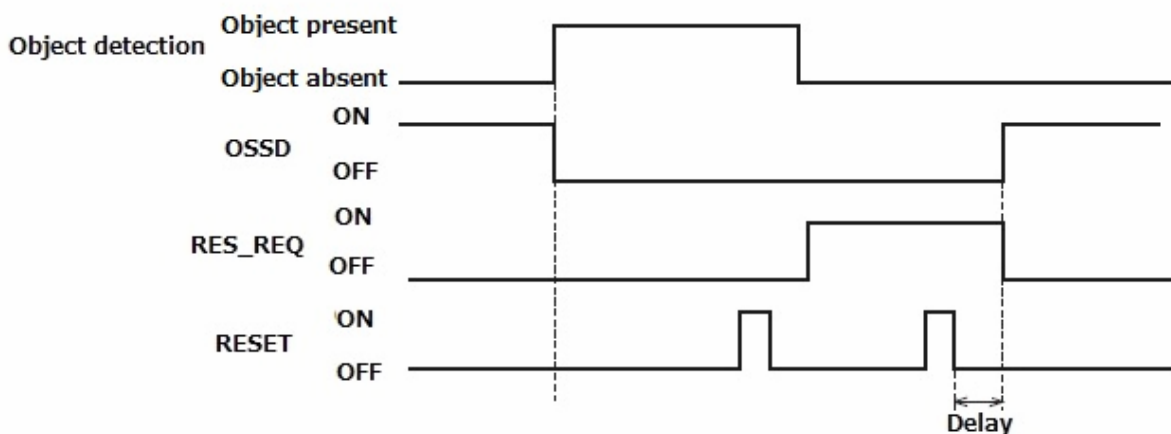 Object present
Object detection
Object absent
ON
OSSD
OFF
ON
RES_REQ
OFF
ON
RESET
OFF
Delay